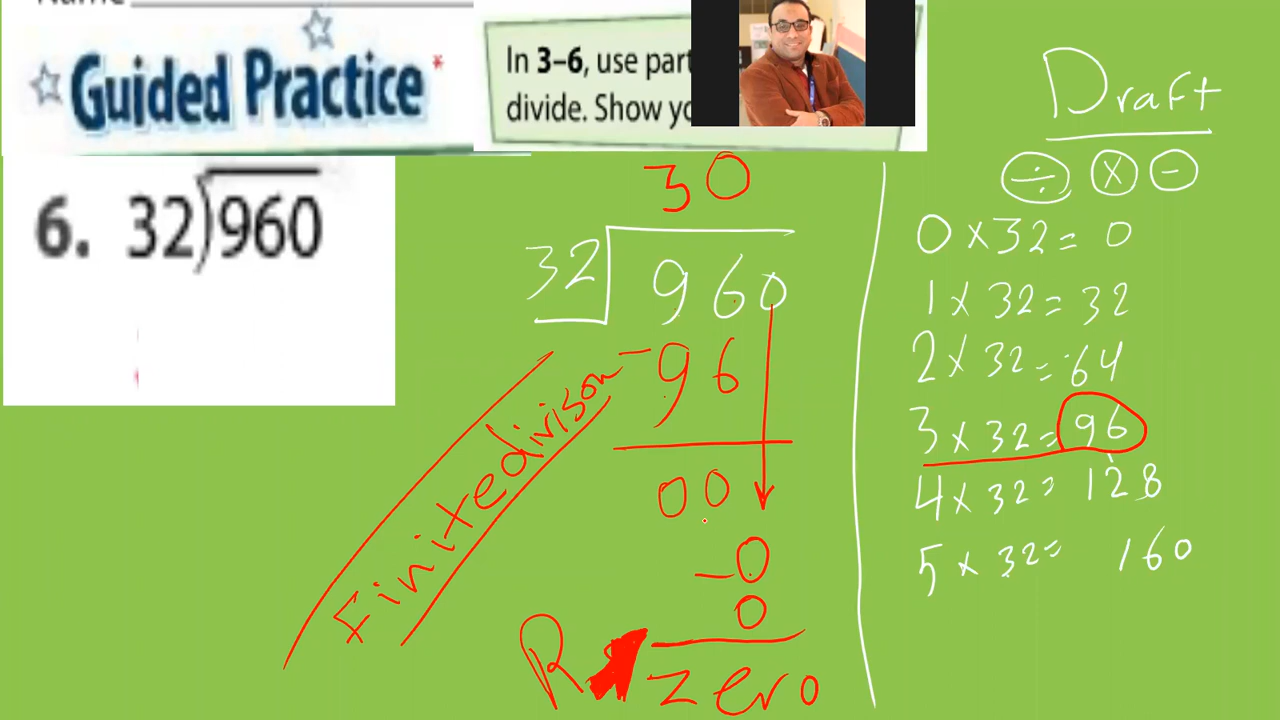 Guided Practice *
In 3–6, use part
divide. Show yo
6. 32)960
30
32 960
-96
00
-0
0
R zero
Finite divison
Draft
÷ × -
0 × 32 = 0
1 × 32 = 32
2 × 32 = 64
3 × 32 = 96
4 × 32 = 128
5 × 32 = 160